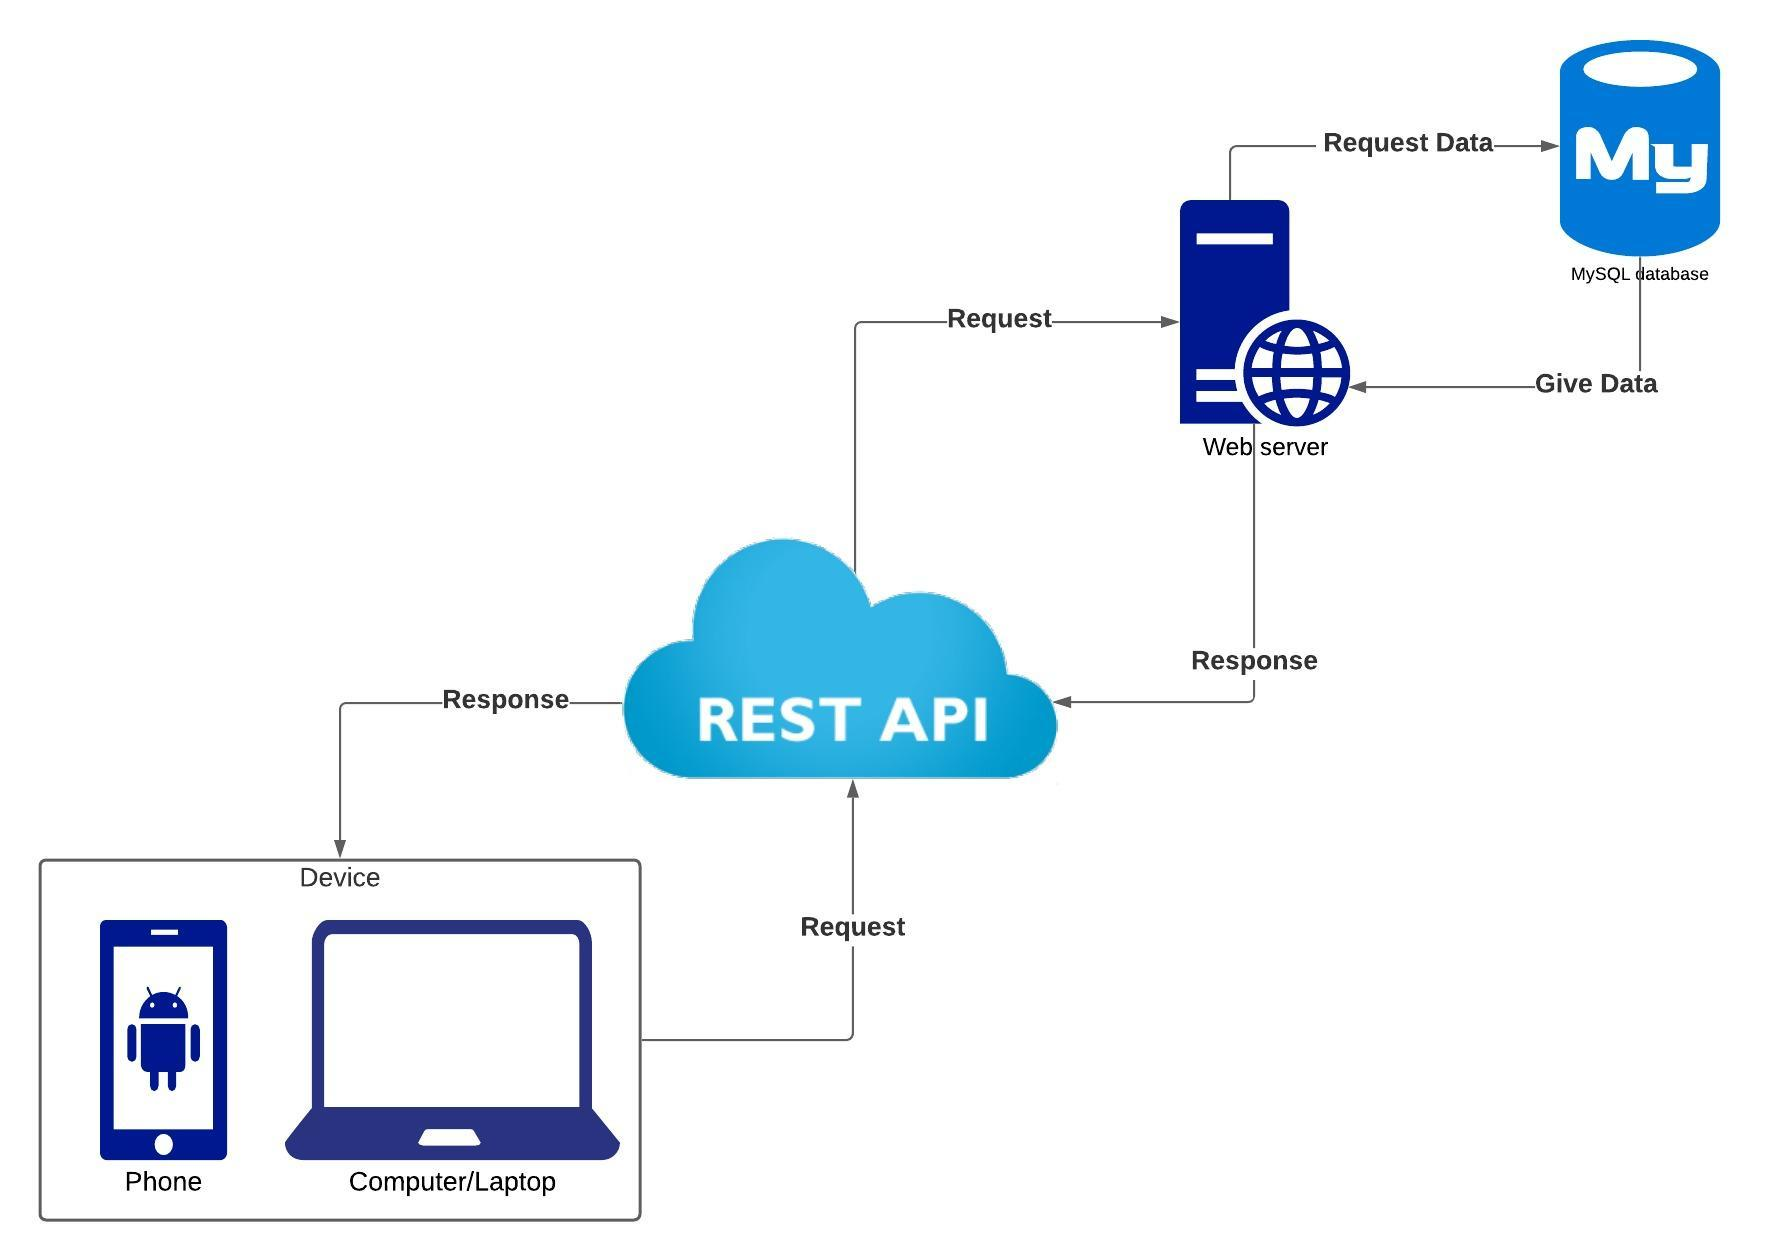 Request Data
My
MySQL database
Request
Give Data
Web server
Response
REST API
Response
Device
Request
Phone
Computer/Laptop